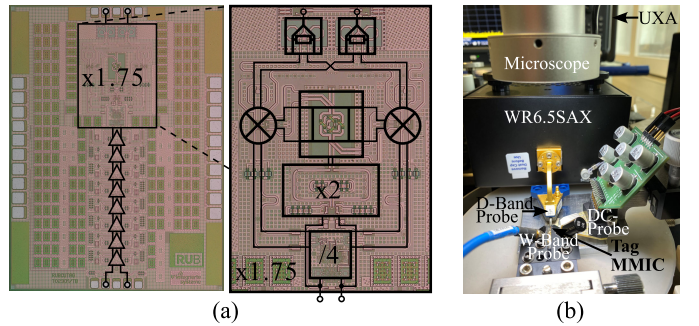 x1.75
RUB
x2
/4
x1.75
(a)
UXA
Microscope
WR6.5SAX
D-Band
Probe
DC-
Probe
W-Band
Probe
Tag
MMIC
(b)